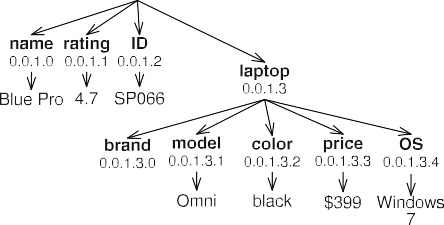 name rating ID
0.0.1.0 0.0.1.1 0.0.1.2
laptop
0.0.1.3
Blue Pro 4.7 SP066
brand model color price OS
0.0.1.3.0 0.0.1.3.1 0.0.1.3.2 0.0.1.3.3 0.0.1.3.4
Omni black $399 Windows
7